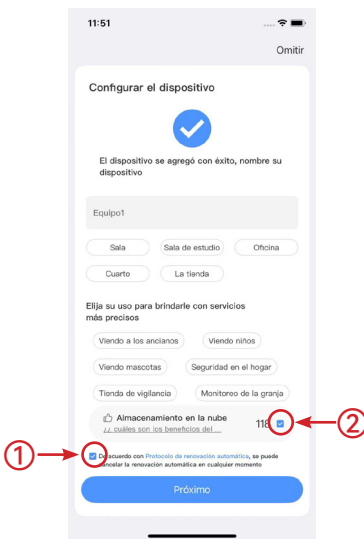 11:51
Omitir
Configurar el dispositivo
El dispositivo se agregó con éxito, nombre su
dispositivo
Equipo1
Sala
Sala de estudio
Oficina
Cuarto
La tienda
Elija su uso para brindarle con servicios
más precisos
Viendo a los ancianos
Viendo niños
Viendo mascotas
Seguridad en el hogar
Tienda de vigilancia
Monitoreo de la granja
Almacenamiento en la nube
¿¿ cuáles son los beneficios del ...
118
②
①
De acuerdo con Protocolo de renovación automática, se puede
cancelar la renovación automática en cualquier momento
Próximo